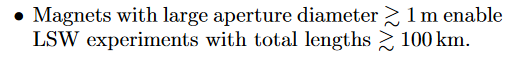 • Magnets with large aperture diameter ≳ 1 m enable
LSW experiments with total lengths ≳ 100 km.